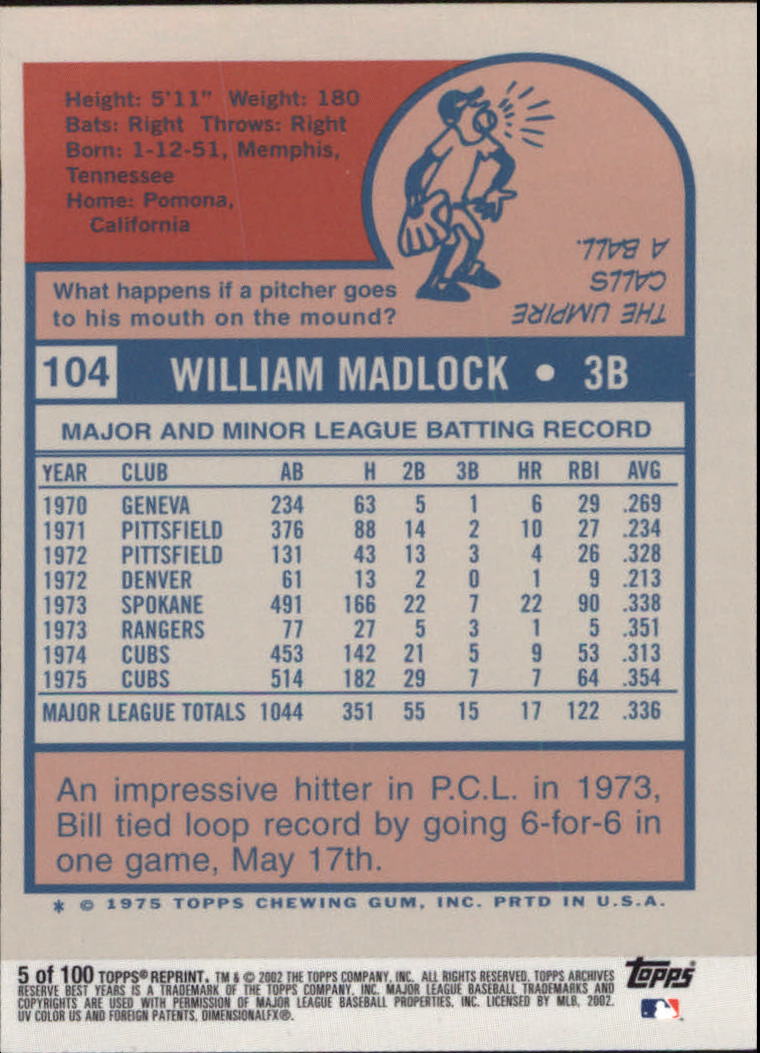 Height: 5'11" Weight: 180
Bats: Right Throws: Right
Born: 1-12-51, Memphis,
Tennessee
Home: Pomona,
California
What happens if a pitcher goes
to his mouth on the mound?
THE UMPIRE
CALLS
A BALL.
104 WILLIAM MADLOCK • 3B
MAJOR AND MINOR LEAGUE BATTING RECORD
YEAR CLUB AB H 2B 3B HR RBI AVG
1970 GENEVA 234 63 5 1 6 29 .269
1971 PITTSFIELD 376 88 14 2 10 27 .234
1972 PITTSFIELD 131 43 13 3 4 26 .328
1972 DENVER 61 13 2 0 1 9 .213
1973 SPOKANE 491 166 22 7 22 90 .338
1973 RANGERS 77 27 5 3 1 5 .351
1974 CUBS 453 142 21 5 9 53 .313
1975 CUBS 514 182 29 7 7 64 .354
MAJOR LEAGUE TOTALS 1044 351 55 15 17 122 .336
An impressive hitter in P.C.L. in 1973,
Bill tied loop record by going 6-for-6 in
one game, May 17th.
* © 1975 TOPPS CHEWING GUM, INC. PRTD IN U.S.A.
5 of 100 TOPPS® REPRINT. TM & © 2002 THE TOPPS COMPANY, INC. ALL RIGHTS RESERVED. TOPPS ARCHIVES
RESERVE BEST YEARS IS A TRADEMARK OF THE TOPPS COMPANY, INC. MAJOR LEAGUE BASEBALL TRADEMARKS AND
COPYRIGHTS ARE USED WITH PERMISSION OF MAJOR LEAGUE BASEBALL PROPERTIES, INC. LICENSED BY MLB, 2002.
UV COLOR US AND FOREIGN PATENTS, DIMENSIONALFX®.
Topps